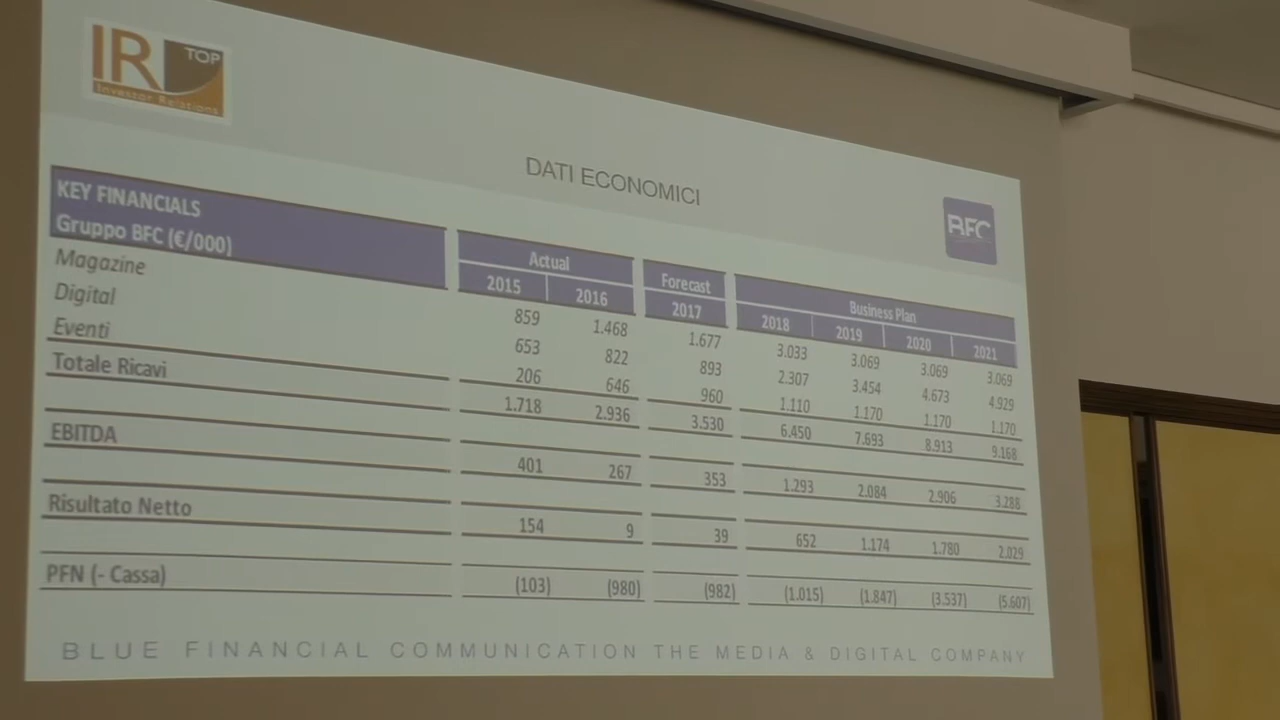 IR TOP
Investor Relations
DATI ECONOMICI
BFC
KEY FINANCIALS
Gruppo BFC (€/000)
Actual Forecast Business Plan
2015 2016 2017 2018 2019 2020 2021
Magazine 859 1.468 1.677 3.033 3.069 3.069 3.069
Digital 653 822 893 2.307 3.454 4.673 4.929
Eventi 206 646 960 1.110 1.170 1.170 1.170
Totale Ricavi 1.718 2.936 3.530 6.450 7.693 8.913 9.168
EBITDA 401 267 353 1.293 2.084 2.906 3.288
Risultato Netto 154 9 39 652 1.174 1.780 2.029
PFN (- Cassa) (103) (980) (982) (1.015) (1.847) (3.537) (5.607)
BLUE FINANCIAL COMMUNICATION THE MEDIA & DIGITAL COMPANY